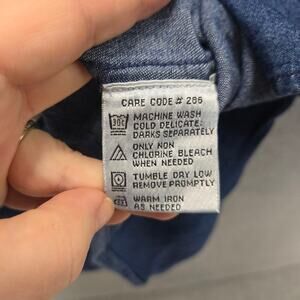 CARE CODE # 286
30C
MACHINE WASH
COLD DELICATE
DARKS SEPARATELY
ONLY NON
CHLORINE BLEACH
WHEN NEEDED
TUMBLE DRY LOW
REMOVE PROMPTLY
WARM IRON
AS NEEDED